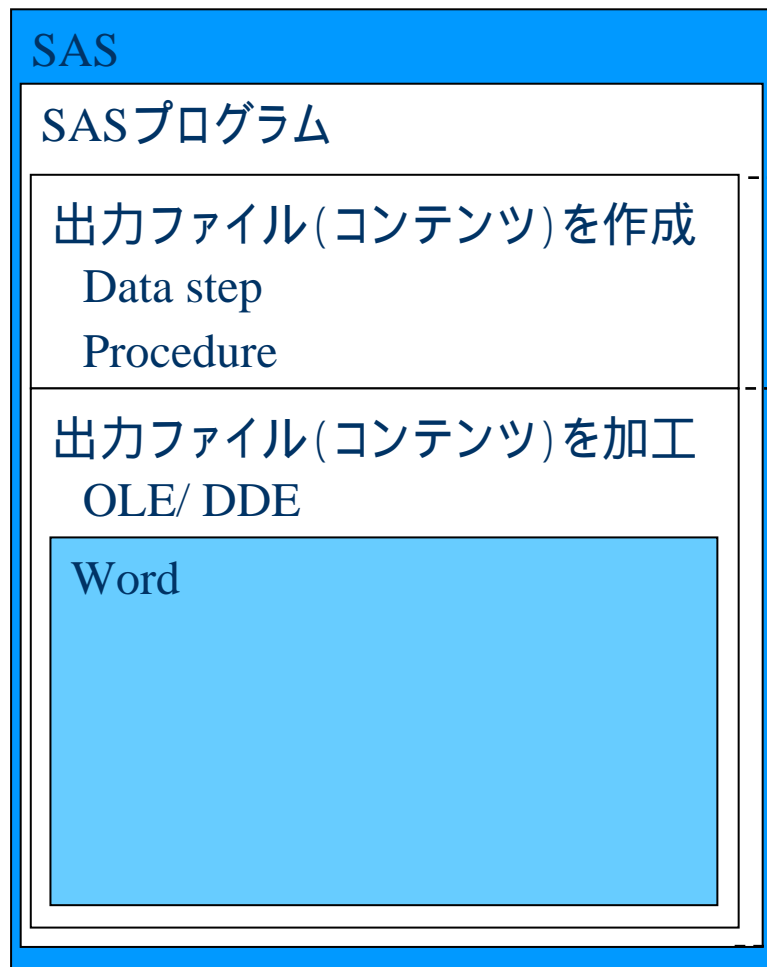 SAS
SASプログラム
出力ファイル(コンテンツ)を作成
Data step
Procedure
出力ファイル(コンテンツ)を加工
OLE/ DDE
Word